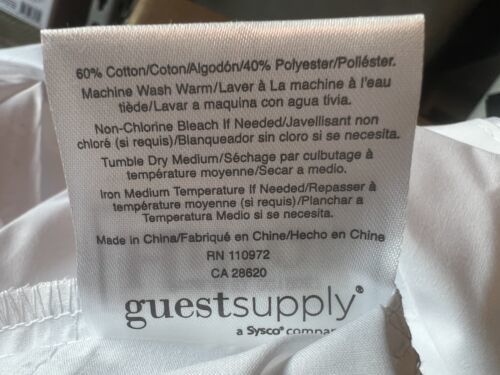 60% Cotton/Coton/Algodón/40% Polyester/Poliéster.
Machine Wash Warm/Laver à La machine à l'eau
tiède/Lavar a maquina con agua tivia.
Non-Chlorine Bleach If Needed/Javellisant non
chloré (si requis)/Blanqueador sin cloro si se necesita.
Tumble Dry Medium/Séchage par culbutage à
température moyenne/Secar a medio.
Iron Medium Temperature If Needed/Repasser à
température moyenne (si requis)/Planchar a
Temperatura Medio si se necesita.
Made in China/Fabriqué en Chine/Hecho en Chine
RN 110972
CA 28620
guestsupply®
a Sysco®